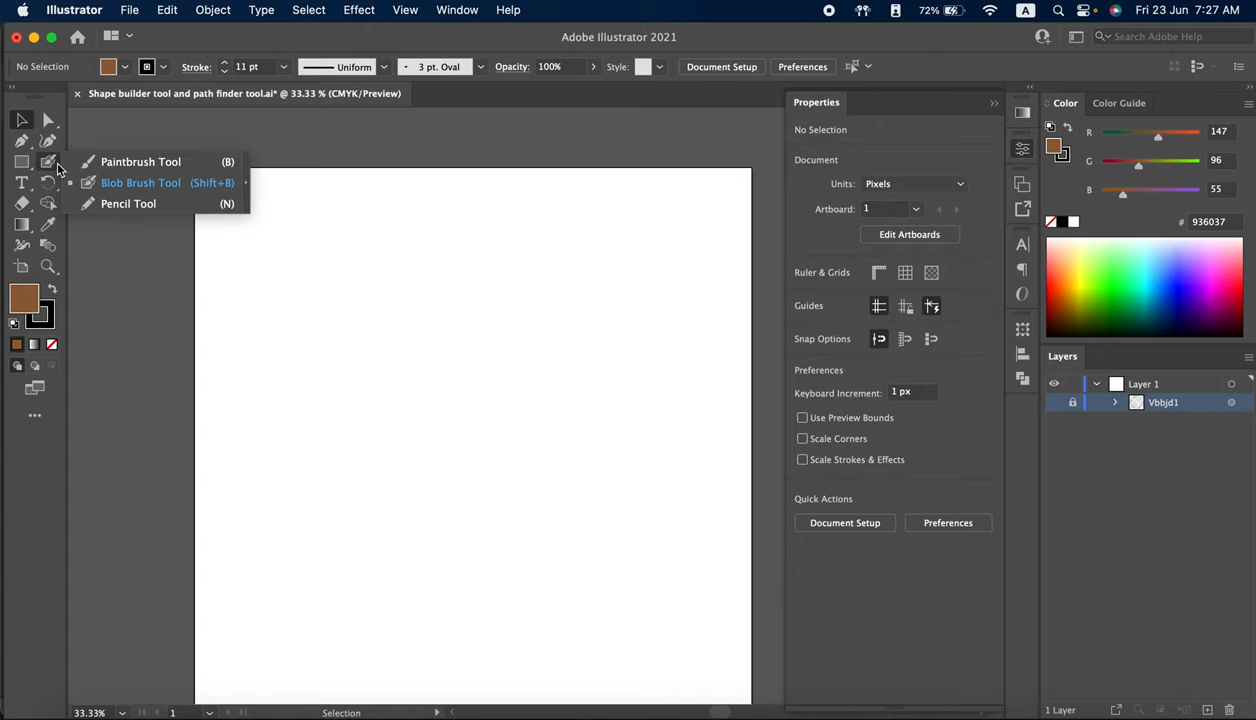 Illustrator File Edit Object Type Select Effect View Window Help 72% A Fri 23 Jun 7:27 AM
Adobe Illustrator 2021 Search Adobe Help
No Selection Stroke: 11 pt Uniform 3 pt. Oval Opacity: 100% Style: Document Setup Preferences
Shape builder tool and path finder tool.ai* @ 33.33 % (CMYK/Preview)
Paintbrush Tool (B)
Blob Brush Tool (Shift+B)
Pencil Tool (N)
Properties
No Selection
Document
Units: Pixels
Artboard: 1
Edit Artboards
Ruler & Grids
Guides
Snap Options
Preferences
Keyboard Increment: 1 px
Use Preview Bounds
Scale Corners
Scale Strokes & Effects
Quick Actions
Document Setup Preferences
Color Color Guide
R 147
G 96
B 55
# 936037
Layers
Layer 1
Vbbjd1
33.33% 1 Selection
1 Layer